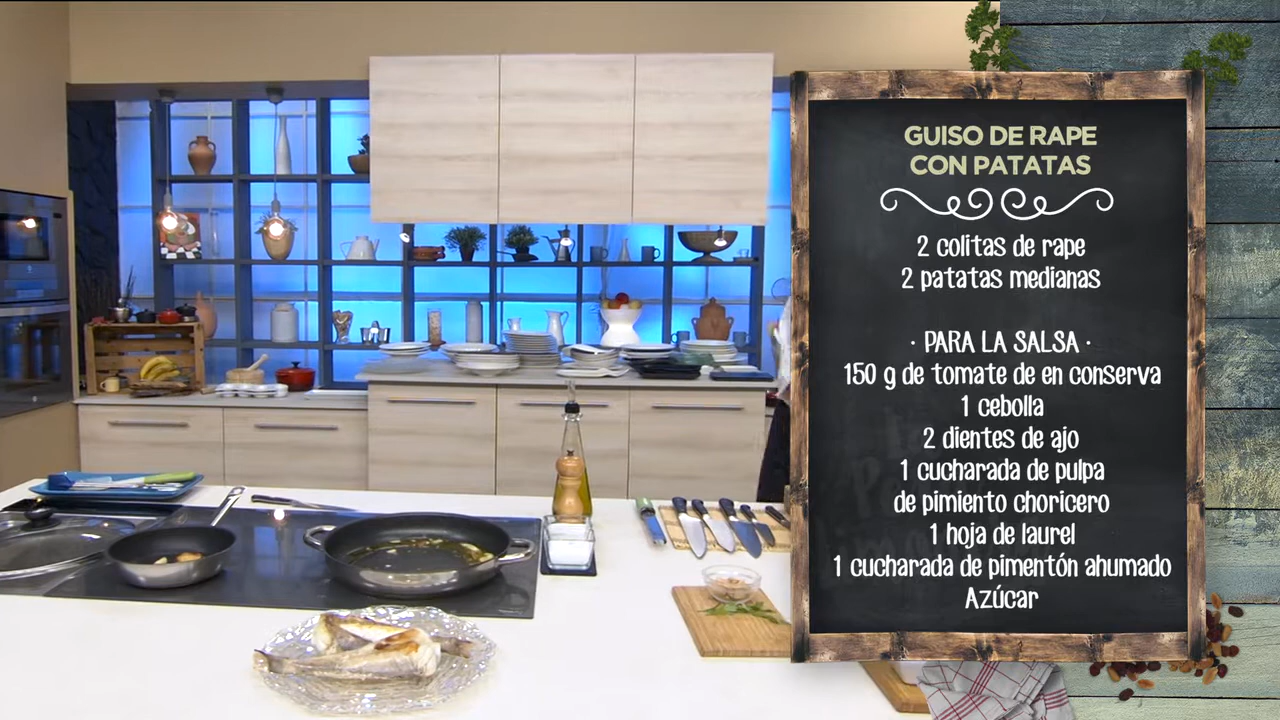 GUISO DE RAPE
CON PATATAS
2 colitas de rape
2 patatas medianas
· PARA LA SALSA ·
150 g de tomate de en conserva
1 cebolla
2 dientes de ajo
1 cucharada de pulpa
de pimiento choricero
1 hoja de laurel
1 cucharada de pimentón ahumado
Azúcar